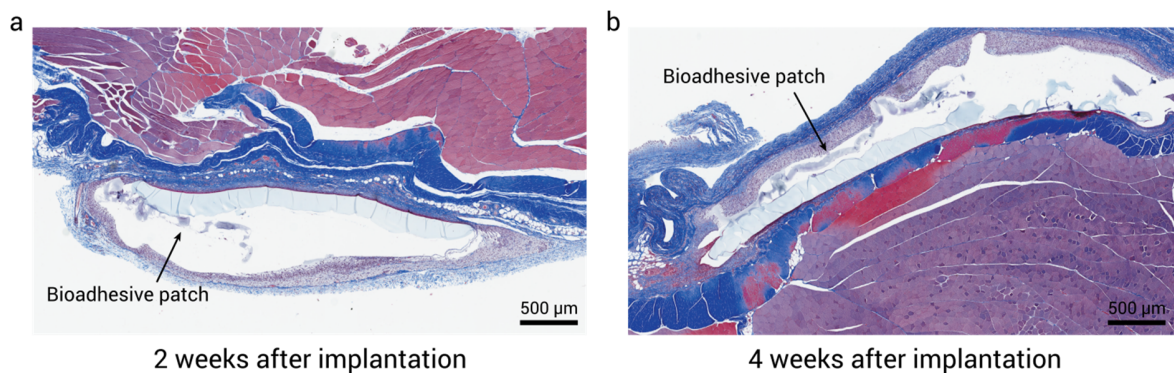 a
b
Bioadhesive patch
Bioadhesive patch
500 μm
500 μm
2 weeks after implantation
4 weeks after implantation